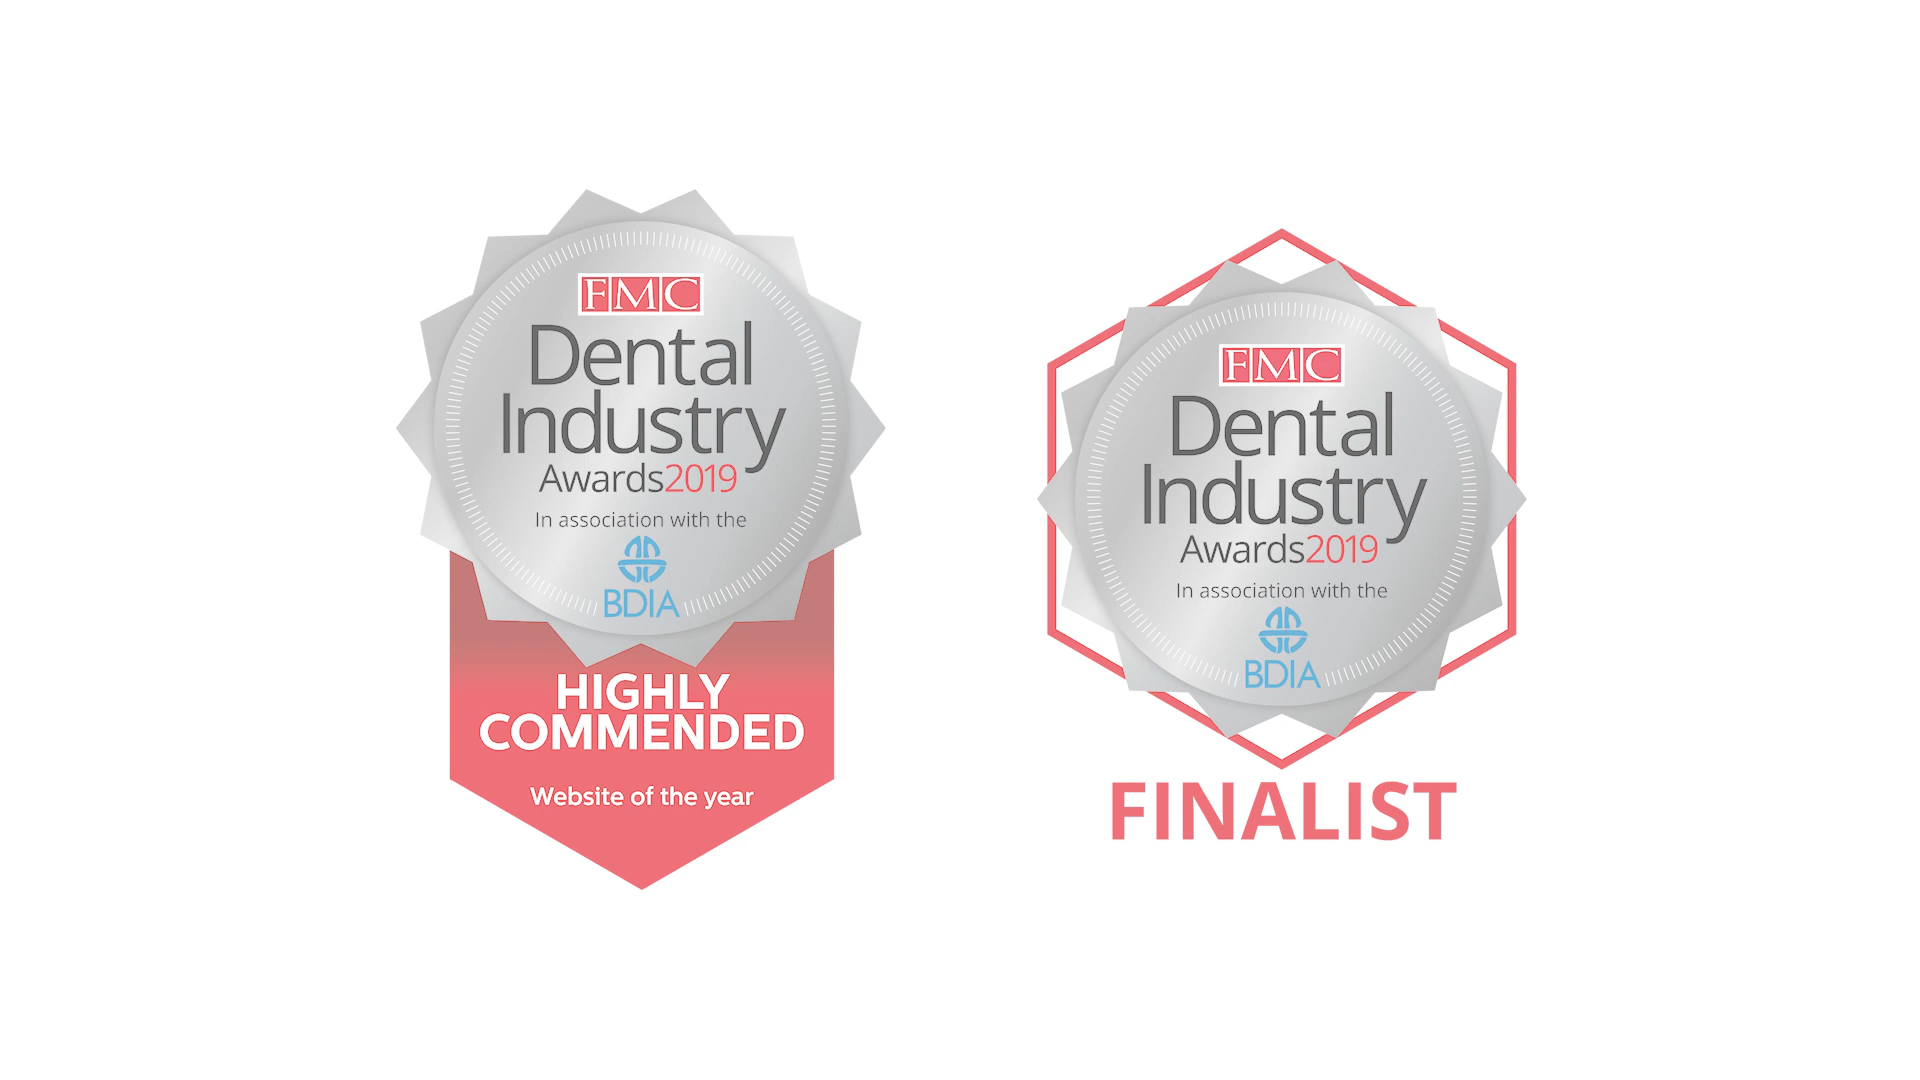 FMC
Dental
Industry
Awards2019
In association with the
BDIA
HIGHLY
COMMENDED
Website of the year
FMC
Dental
Industry
Awards2019
In association with the
BDIA
FINALIST